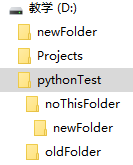 教学 (D:)
newFolder
Projects
pythonTest
noThisFolder
newFolder
oldFolder